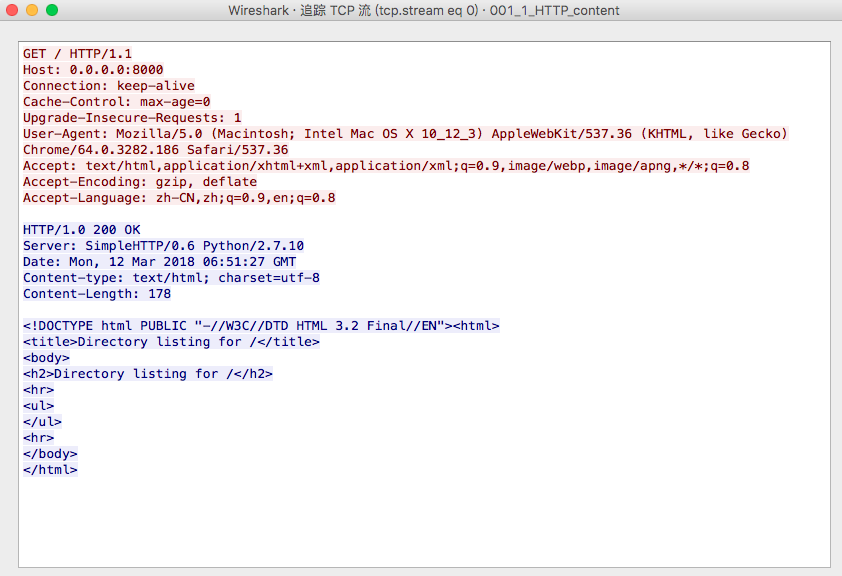 Wireshark · 追踪 TCP 流 (tcp.stream eq 0) · 001_1_HTTP_content
GET / HTTP/1.1
Host: 0.0.0.0:8000
Connection: keep-alive
Cache-Control: max-age=0
Upgrade-Insecure-Requests: 1
User-Agent: Mozilla/5.0 (Macintosh; Intel Mac OS X 10_12_3) AppleWebKit/537.36 (KHTML, like Gecko)
Chrome/64.0.3282.186 Safari/537.36
Accept: text/html,application/xhtml+xml,application/xml;q=0.9,image/webp,image/apng,*/*;q=0.8
Accept-Encoding: gzip, deflate
Accept-Language: zh-CN,zh;q=0.9,en;q=0.8
HTTP/1.0 200 OK
Server: SimpleHTTP/0.6 Python/2.7.10
Date: Mon, 12 Mar 2018 06:51:27 GMT
Content-type: text/html; charset=utf-8
Content-Length: 178
<!DOCTYPE html PUBLIC "-//W3C//DTD HTML 3.2 Final//EN"><html>
<title>Directory listing for /</title>
<body>
<h2>Directory listing for /</h2>
<hr>
<ul>
</ul>
<hr>
</body>
</html>